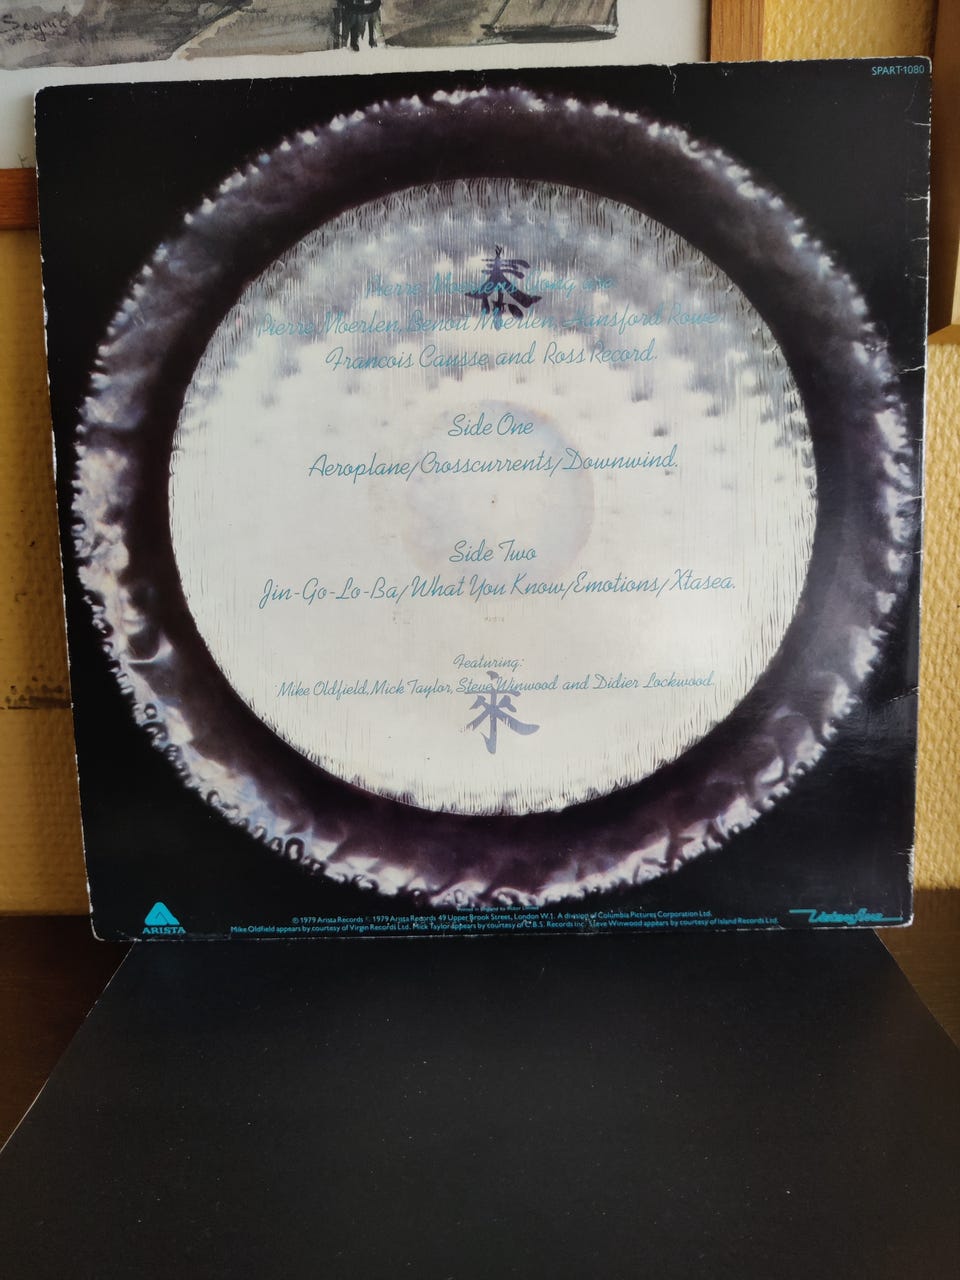 SPART-1080
泰
Pierre Moerlens Gong are
Pierre Moerlen, Benoit Moerlen, Hansford Rowe
Francois Causse and Ross Record.
Side One
Aeroplane/Crosscurrents/Downwind.
Side Two
Jin-Go-Lo-Ba/What You Know/Emotions/Xtasea.
Featuring:
Mike Oldfield, Mick Taylor, Steve Winwood and Didier Lockwood.
來
ARISTA
© 1979 Arista Records ℗ 1979 Arista Records 49 Upper Brook Street, London W.1. A division of Columbia Pictures Corporation Ltd.
Mike Oldfield appears by courtesy of Virgin Records Ltd. Mick Taylor appears by courtesy of C.B.S. Records Inc. Steve Winwood appears by courtesy of Island Records Ltd.